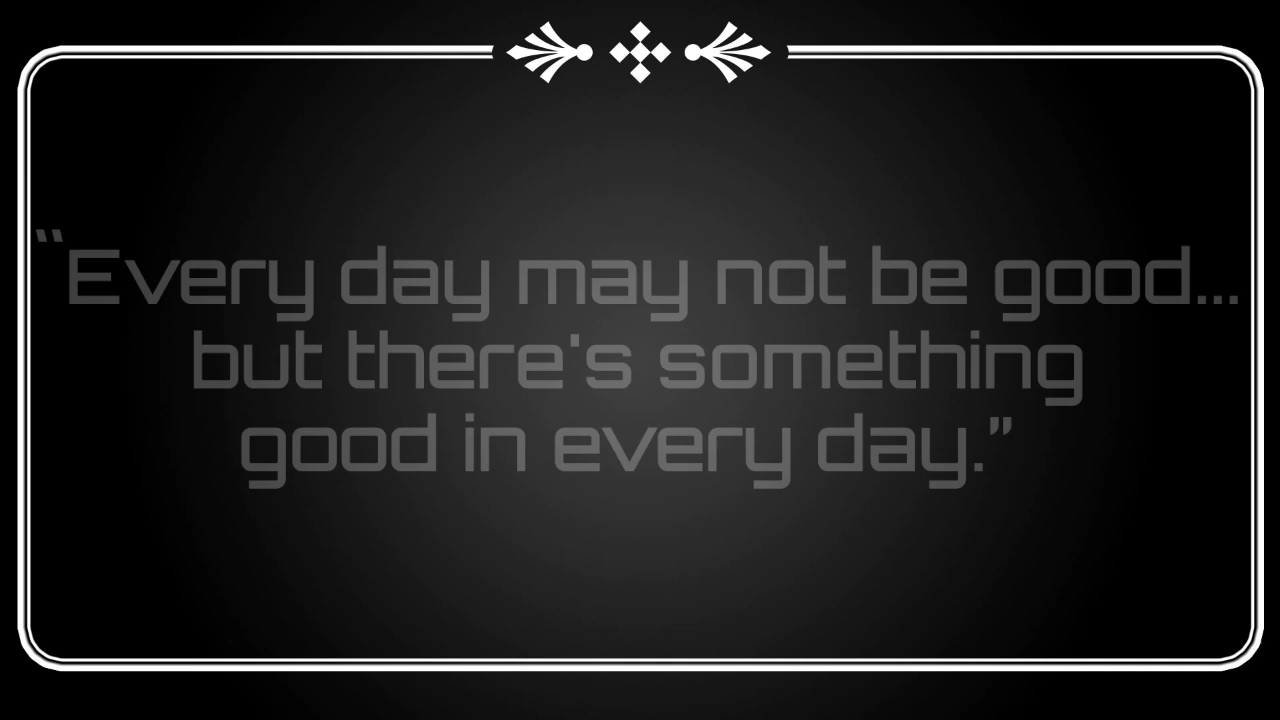 “Every day may not be good...
but there's something
good in every day.”